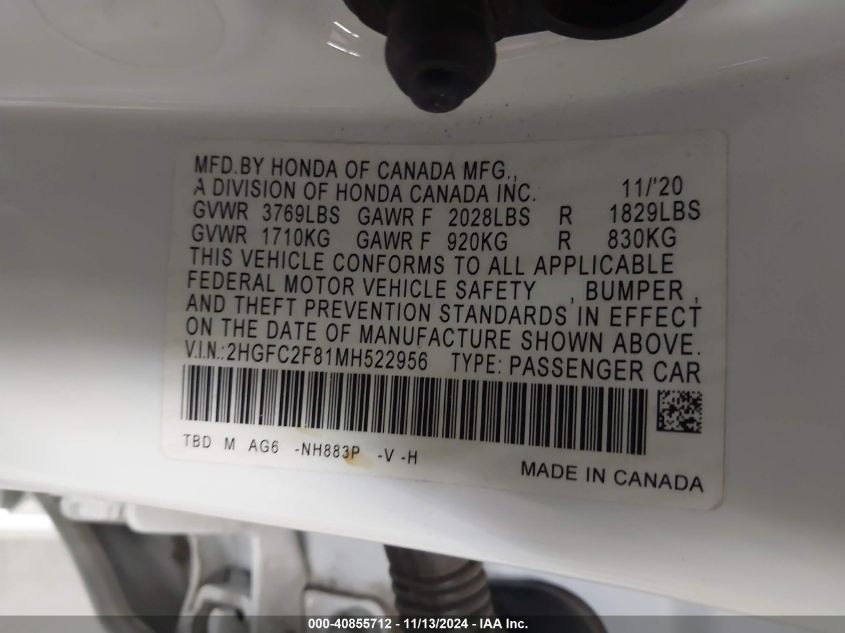 MFD.BY HONDA OF CANADA MFG.,
A DIVISION OF HONDA CANADA INC. 11/'20
GVWR 3769LBS GAWR F 2028LBS R 1829LBS
GVWR 1710KG GAWR F 920KG R 830KG
THIS VEHICLE CONFORMS TO ALL APPLICABLE
FEDERAL MOTOR VEHICLE SAFETY , BUMPER ,
AND THEFT PREVENTION STANDARDS IN EFFECT
ON THE DATE OF MANUFACTURE SHOWN ABOVE.
V.I.N.:2HGFC2F81MH522956 TYPE: PASSENGER CAR
TBD M AG6 -NH883P -V -H
MADE IN CANADA
000-40855712 - 11/13/2024 - IAA Inc.